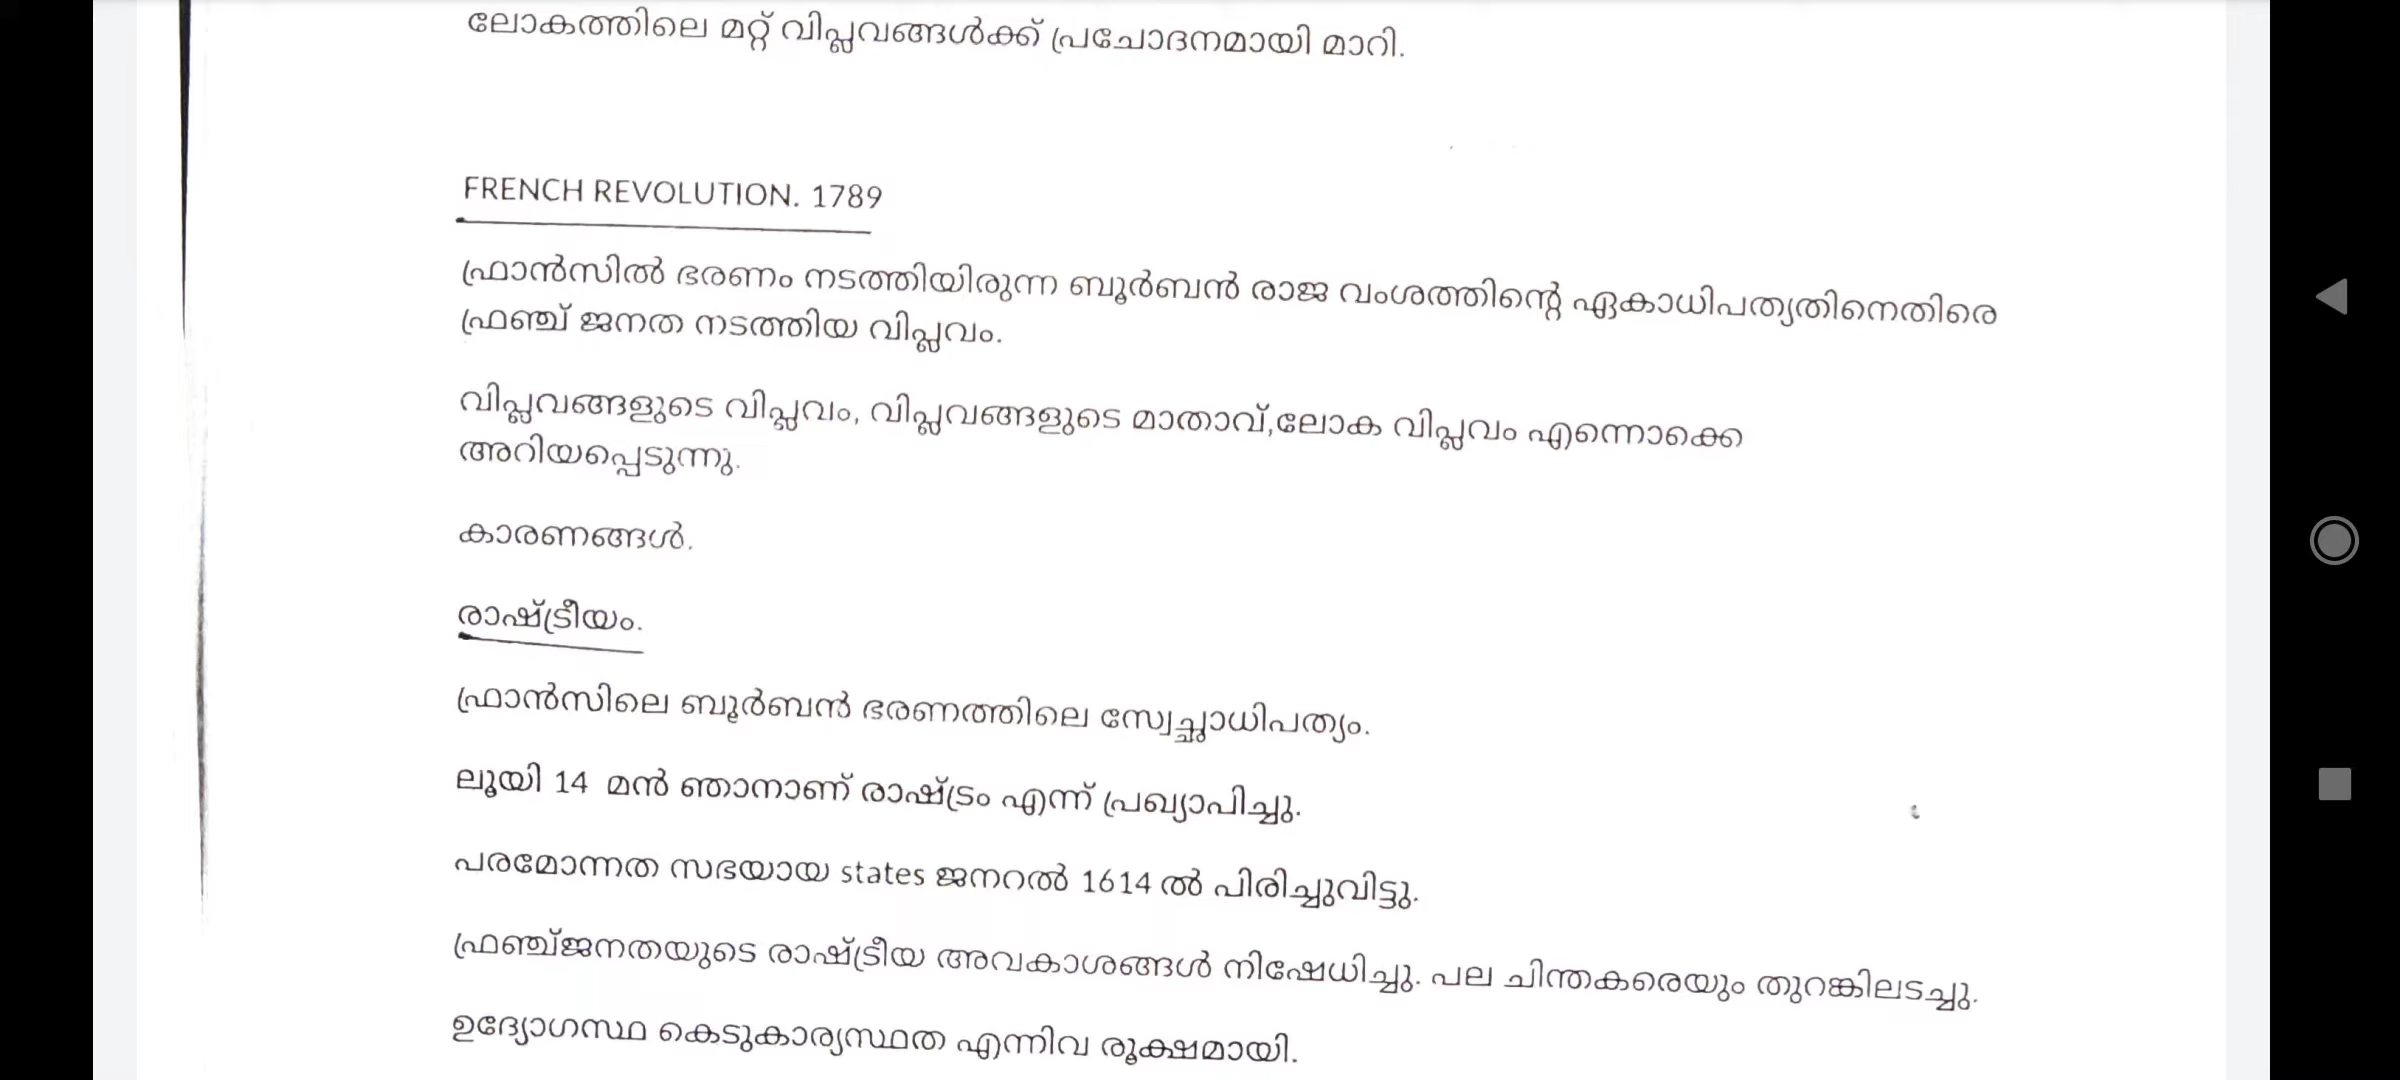 ലോകത്തിലെ മറ്റ് വിപ്ലവങ്ങൾക്ക് പ്രചോദനമായി മാറി.
FRENCH REVOLUTION. 1789
ഫ്രാൻസിൽ ഭരണം നടത്തിയിരുന്ന ബൂർബൻ രാജ വംശത്തിന്റെ ഏകാധിപത്യതിനെതിരെ
ഫ്രഞ്ച് ജനത നടത്തിയ വിപ്ലവം.
വിപ്ലവങ്ങളുടെ വിപ്ലവം, വിപ്ലവങ്ങളുടെ മാതാവ്,ലോക വിപ്ലവം എന്നൊക്കെ
അറിയപ്പെടുന്നു.
കാരണങ്ങൾ.
രാഷ്ട്രീയം.
ഫ്രാൻസിലെ ബൂർബൻ ഭരണത്തിലെ സ്വേച്ഛാധിപത്യം.
ലൂയി 14 മൻ ഞാനാണ് രാഷ്ട്രം എന്ന് പ്രഖ്യാപിച്ചു.
പരമോന്നത സഭയായ states ജനറൽ 1614 ൽ പിരിച്ചുവിട്ടു.
ഫ്രഞ്ച്ജനതയുടെ രാഷ്ട്രീയ അവകാശങ്ങൾ നിഷേധിച്ചു. പല ചിന്തകരെയും തുറങ്കിലടച്ചു.
ഉദ്യോഗസ്ഥ കെടുകാര്യസ്ഥത എന്നിവ രൂക്ഷമായി.